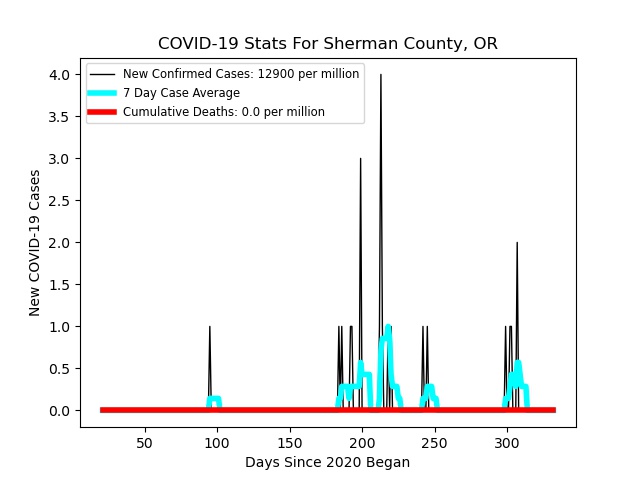 COVID-19 Stats For Sherman County, OR
New Confirmed Cases: 12900 per million
7 Day Case Average
Cumulative Deaths: 0.0 per million
4.0
3.5
3.0
2.5
2.0
1.5
1.0
0.5
0.0
New COVID-19 Cases
50 100 150 200 250 300
Days Since 2020 Began